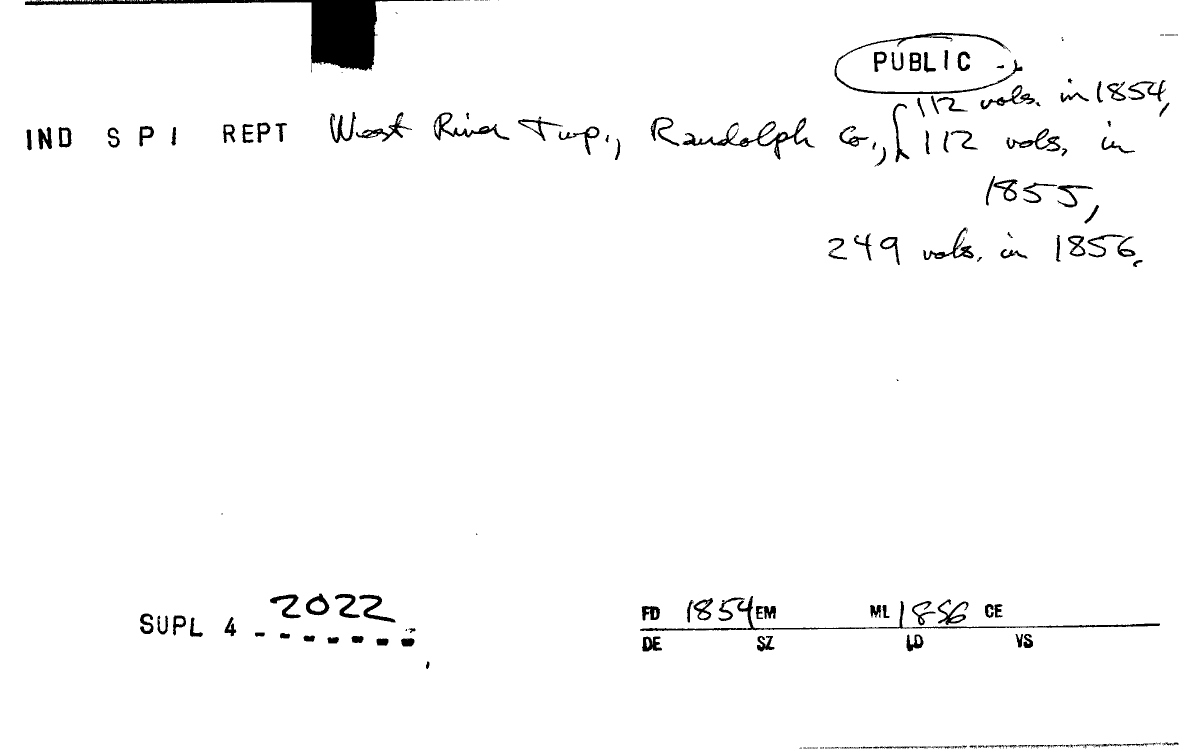 PUBLIC
112 vols. in 1854,
IND S P I REPT West River Twp., Randolph Co., 112 vols. in
1855,
249 vols. in 1856.
SUPL 4 2022
FD 1854 EM ML 1856 CE
DE SZ LD VS